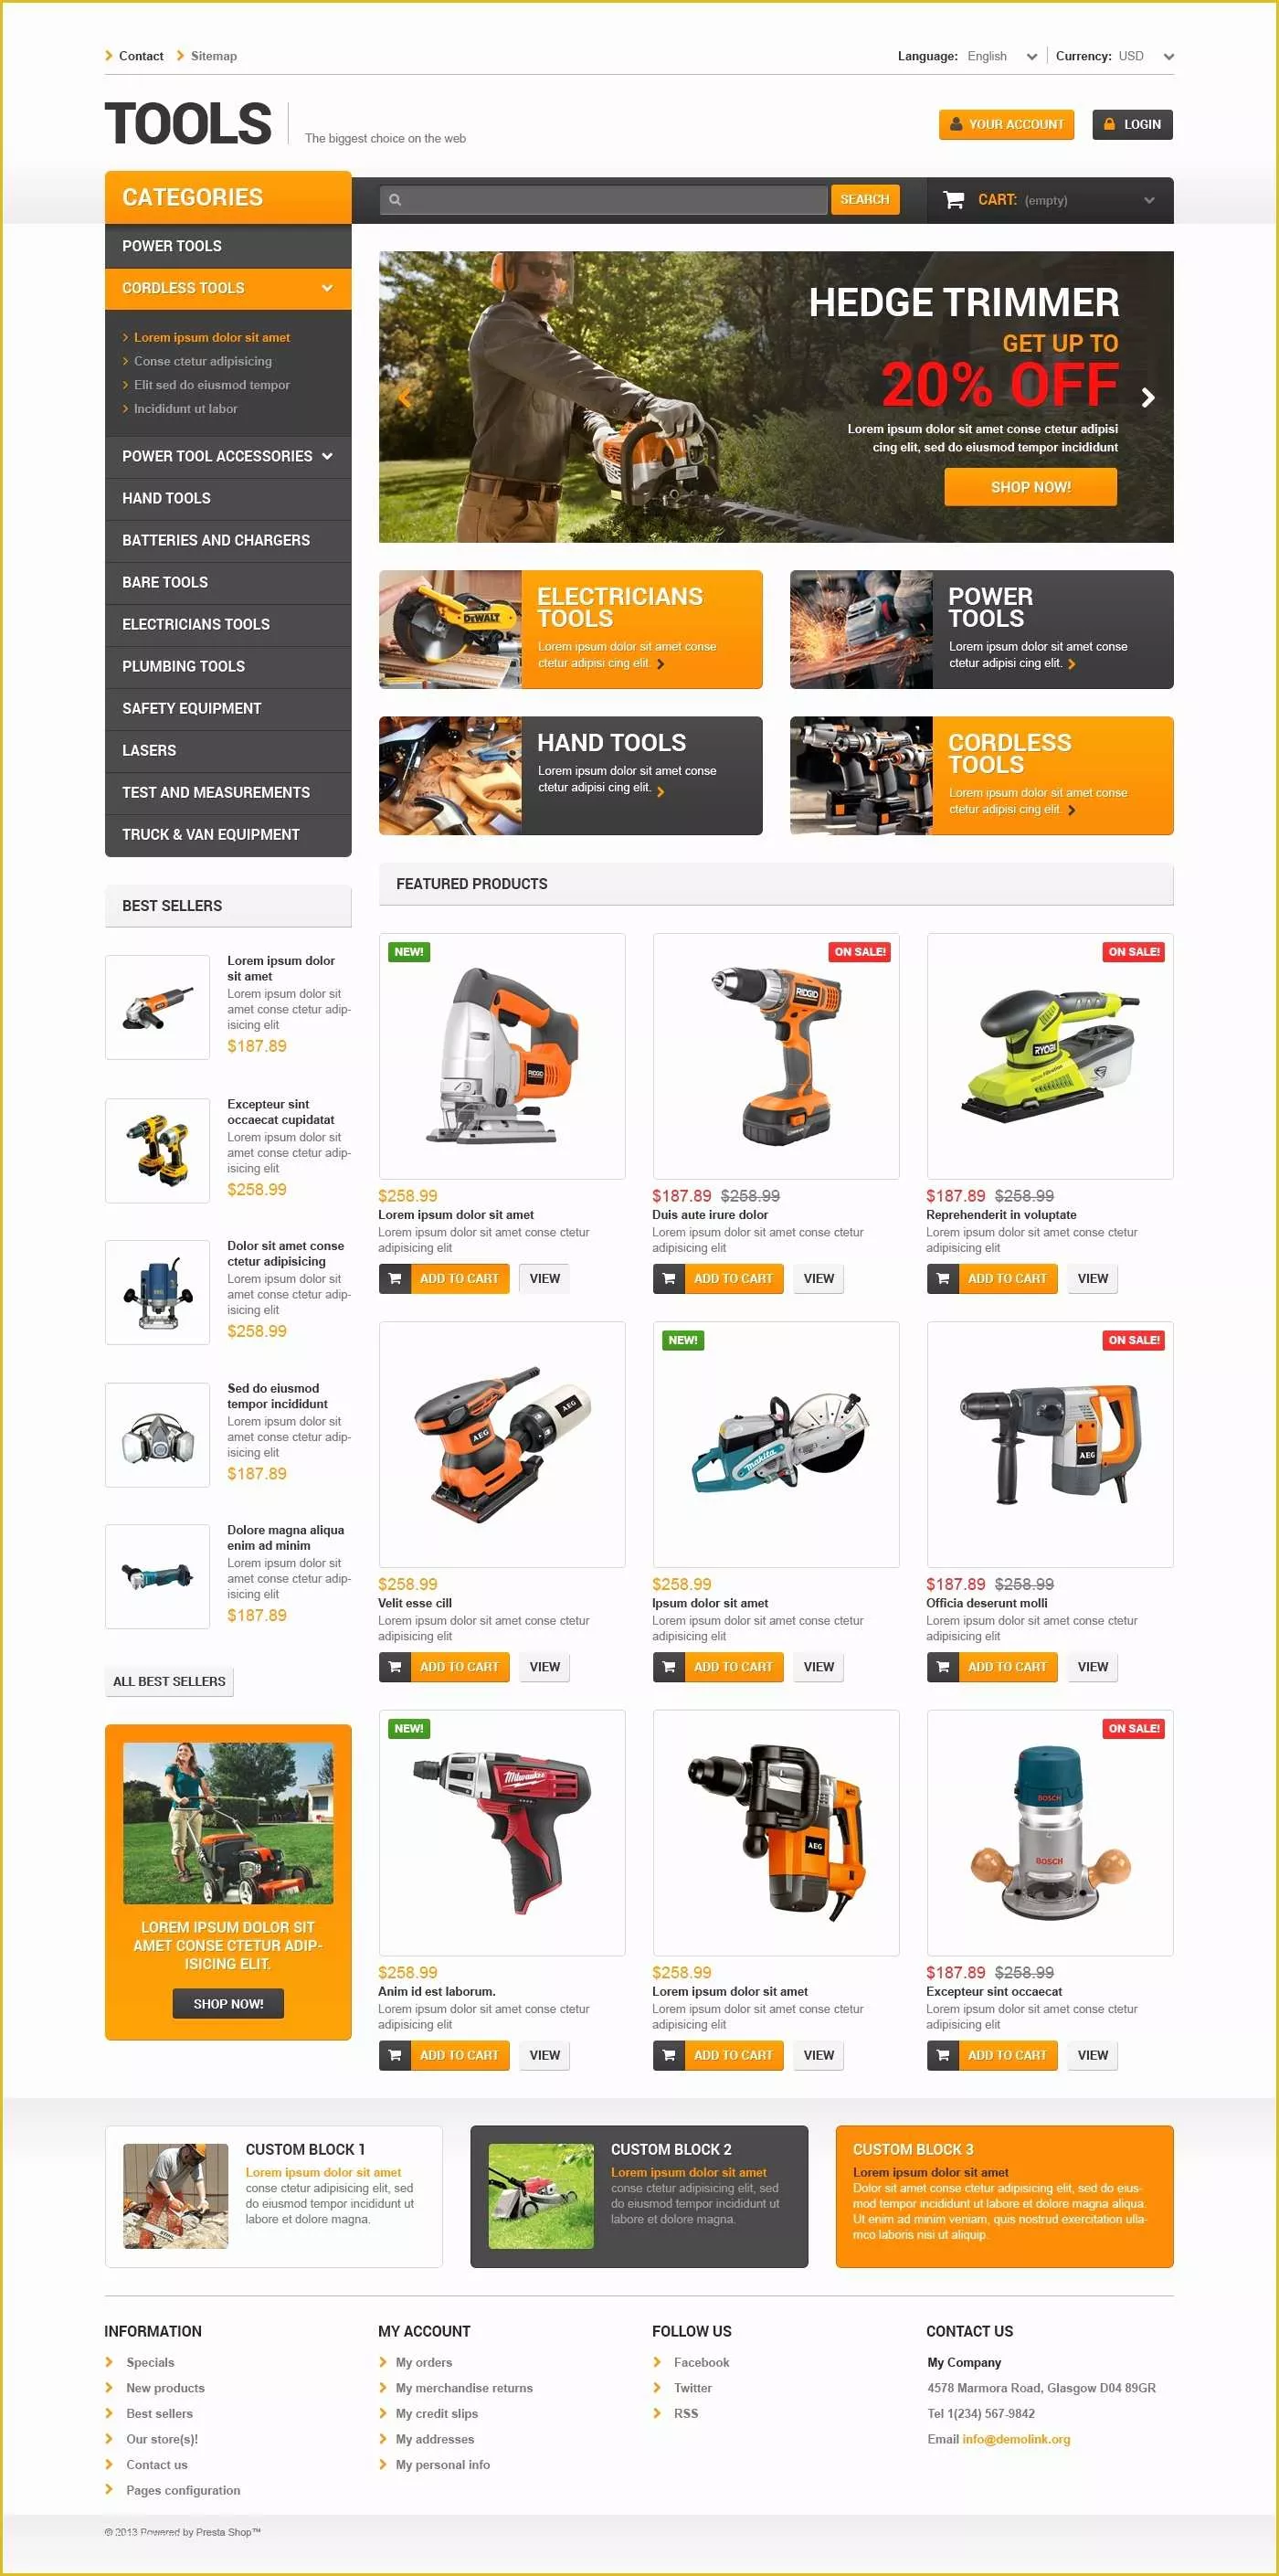 Contact
Sitemap
Language: English
Currency: USD
TOOLS
The biggest choice on the web
YOUR ACCOUNT
LOGIN
CATEGORIES
SEARCH
CART: (empty)
POWER TOOLS
CORDLESS TOOLS
Lorem ipsum dolor sit amet
Conse ctetur adipisicing
Elit sed do eiusmod tempor
Incididunt ut labor
POWER TOOL ACCESSORIES
HAND TOOLS
BATTERIES AND CHARGERS
BARE TOOLS
ELECTRICIANS TOOLS
PLUMBING TOOLS
SAFETY EQUIPMENT
LASERS
TEST AND MEASUREMENTS
TRUCK & VAN EQUIPMENT
HEDGE TRIMMER
GET UP TO
20% OFF
Lorem ipsum dolor sit amet conse ctetur adipisi
cing elit, sed do eiusmod tempor incididunt
SHOP NOW!
DEWALT
ELECTRICIANS
TOOLS
Lorem ipsum dolor sit amet conse
ctetur adipisi cing elit.
POWER
TOOLS
Lorem ipsum dolor sit amet conse
ctetur adipisi cing elit.
HAND TOOLS
Lorem ipsum dolor sit amet conse
ctetur adipisi cing elit.
CORDLESS
TOOLS
Lorem ipsum dolor sit amet conse
ctetur adipisi cing elit.
BEST SELLERS
Lorem ipsum dolor
sit amet
Lorem ipsum dolor sit
amet conse ctetur adip-
isicing elit
$187.89
Excepteur sint
occaecat cupidatat
Lorem ipsum dolor sit
amet conse ctetur adip-
isicing elit
$258.99
Dolor sit amet conse
ctetur adipisicing
Lorem ipsum dolor sit
amet conse ctetur adip-
isicing elit
$258.99
Sed do eiusmod
tempor incididunt
Lorem ipsum dolor sit
amet conse ctetur adip-
isicing elit
$187.89
Dolore magna aliqua
enim ad minim
Lorem ipsum dolor sit
amet conse ctetur adip-
isicing elit
$187.89
ALL BEST SELLERS
LOREM IPSUM DOLOR SIT
AMET CONSE CTETUR ADIP-
ISICING ELIT.
SHOP NOW!
FEATURED PRODUCTS
NEW!
RIDGID
$258.99
Lorem ipsum dolor sit amet
Lorem ipsum dolor sit amet conse ctetur
adipisicing elit
ADD TO CART
VIEW
ON SALE!
RIDGID
$187.89 $258.99
Duis aute irure dolor
Lorem ipsum dolor sit amet conse ctetur
adipisicing elit
ADD TO CART
VIEW
ON SALE!
RYOBI
$187.89 $258.99
Reprehenderit in voluptate
Lorem ipsum dolor sit amet conse ctetur
adipisicing elit
ADD TO CART
VIEW
AEG
AEG
$258.99
Velit esse cill
Lorem ipsum dolor sit amet conse ctetur
adipisicing elit
ADD TO CART
VIEW
NEW!
makita
$258.99
Ipsum dolor sit amet
Lorem ipsum dolor sit amet conse ctetur
adipisicing elit
ADD TO CART
VIEW
ON SALE!
AEG
$187.89 $258.99
Officia deserunt molli
Lorem ipsum dolor sit amet conse ctetur
adipisicing elit
ADD TO CART
VIEW
NEW!
Milwaukee
$258.99
Anim id est laborum.
Lorem ipsum dolor sit amet conse ctetur
adipisicing elit
ADD TO CART
VIEW
AEG
$258.99
Lorem ipsum dolor sit amet
Lorem ipsum dolor sit amet conse ctetur
adipisicing elit
ADD TO CART
VIEW
ON SALE!
BOSCH
BOSCH
$187.89 $258.99
Excepteur sint occaecat
Lorem ipsum dolor sit amet conse ctetur
adipisicing elit
ADD TO CART
VIEW
STIHL
CUSTOM BLOCK 1
Lorem ipsum dolor sit amet
conse ctetur adipisicing elit, sed
do eiusmod tempor incididunt ut
labore et dolore magna.
CUSTOM BLOCK 2
Lorem ipsum dolor sit amet
conse ctetur adipisicing elit, sed
do eiusmod tempor incididunt ut
labore et dolore magna.
CUSTOM BLOCK 3
Lorem ipsum dolor sit amet
Dolor sit amet conse ctetur adipisicing elit, sed do eius-
mod tempor incididunt ut labore et dolore magna aliqua.
Ut enim ad minim veniam, quis nostrud exercitation ulla-
mco laboris nisi ut aliquip.
INFORMATION
Specials
New products
Best sellers
Our store(s)!
Contact us
Pages configuration
MY ACCOUNT
My orders
My merchandise returns
My credit slips
My addresses
My personal info
FOLLOW US
Facebook
Twitter
RSS
CONTACT US
My Company
4578 Marmora Road, Glasgow D04 89GR
Tel 1(234) 567-9842
Email info@demolink.org
© 2013 Powered by Presta Shop™